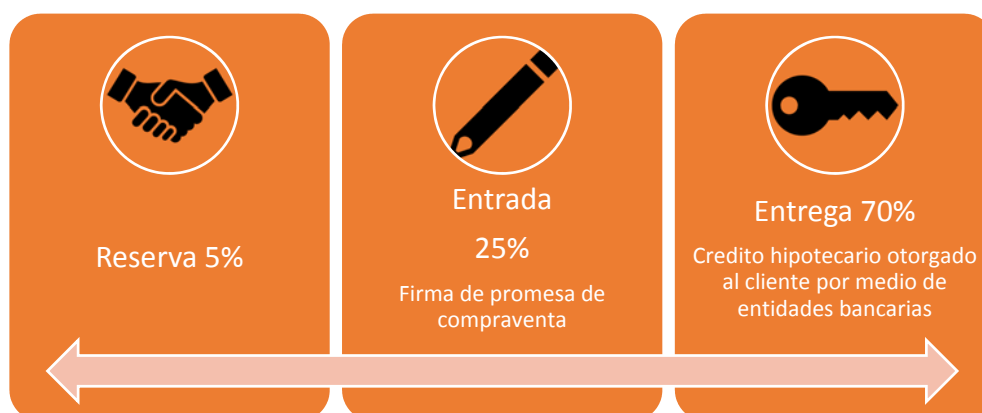 Reserva 5%
Entrada
25%
Firma de promesa de
compraventa
Entrega 70%
Credito hipotecario otorgado
al cliente por medio de
entidades bancarias